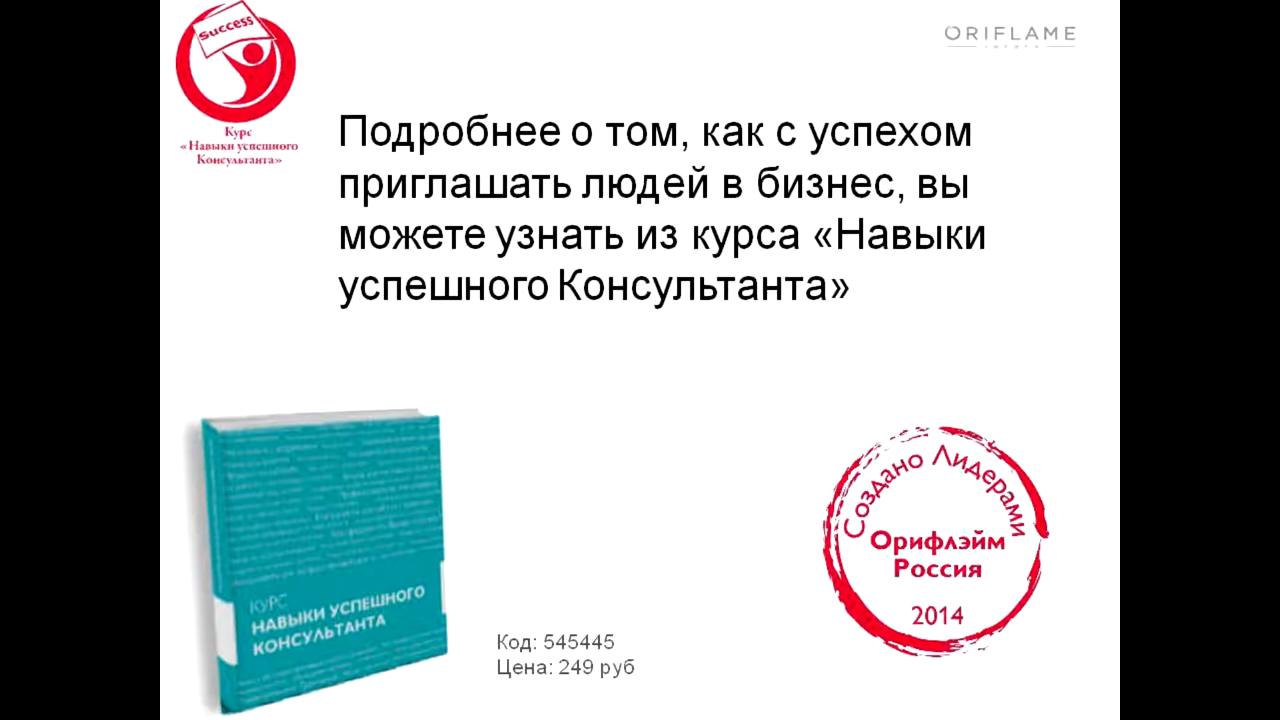 Success
Курс
«Навыки успешного
Консультанта»
ORIFLAME
Подробнее о том, как с успехом
приглашать людей в бизнес, вы
можете узнать из курса «Навыки
успешного Консультанта»
КУРС
НАВЫКИ УСПЕШНОГО
КОНСУЛЬТАНТА
Код: 545445
Цена: 249 руб
Создано Лидерами
Орифлэйм
Россия
2014